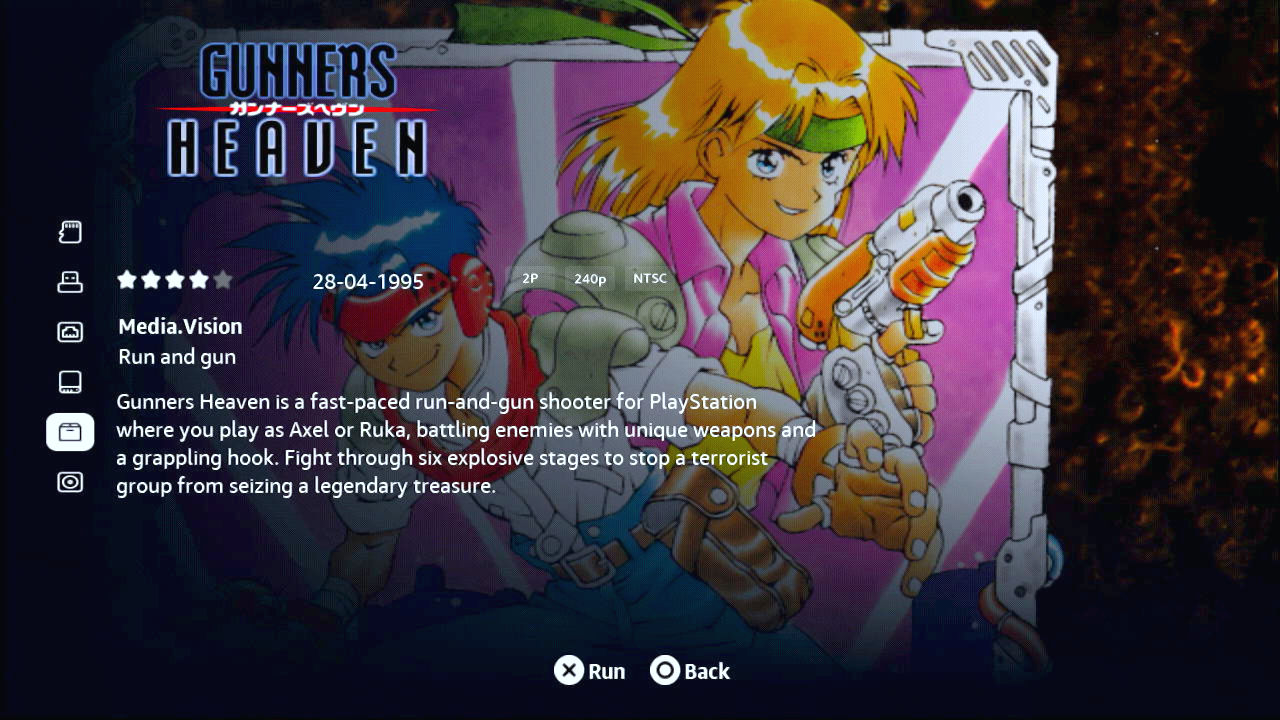 GUNNERS
ガンナーズヘヴン
HEAVEN
28-04-1995
2P
240p
NTSC
Media.Vision
Run and gun
Gunners Heaven is a fast-paced run-and-gun shooter for PlayStation
where you play as Axel or Ruka, battling enemies with unique weapons and
a grappling hook. Fight through six explosive stages to stop a terrorist
group from seizing a legendary treasure.
Run
Back